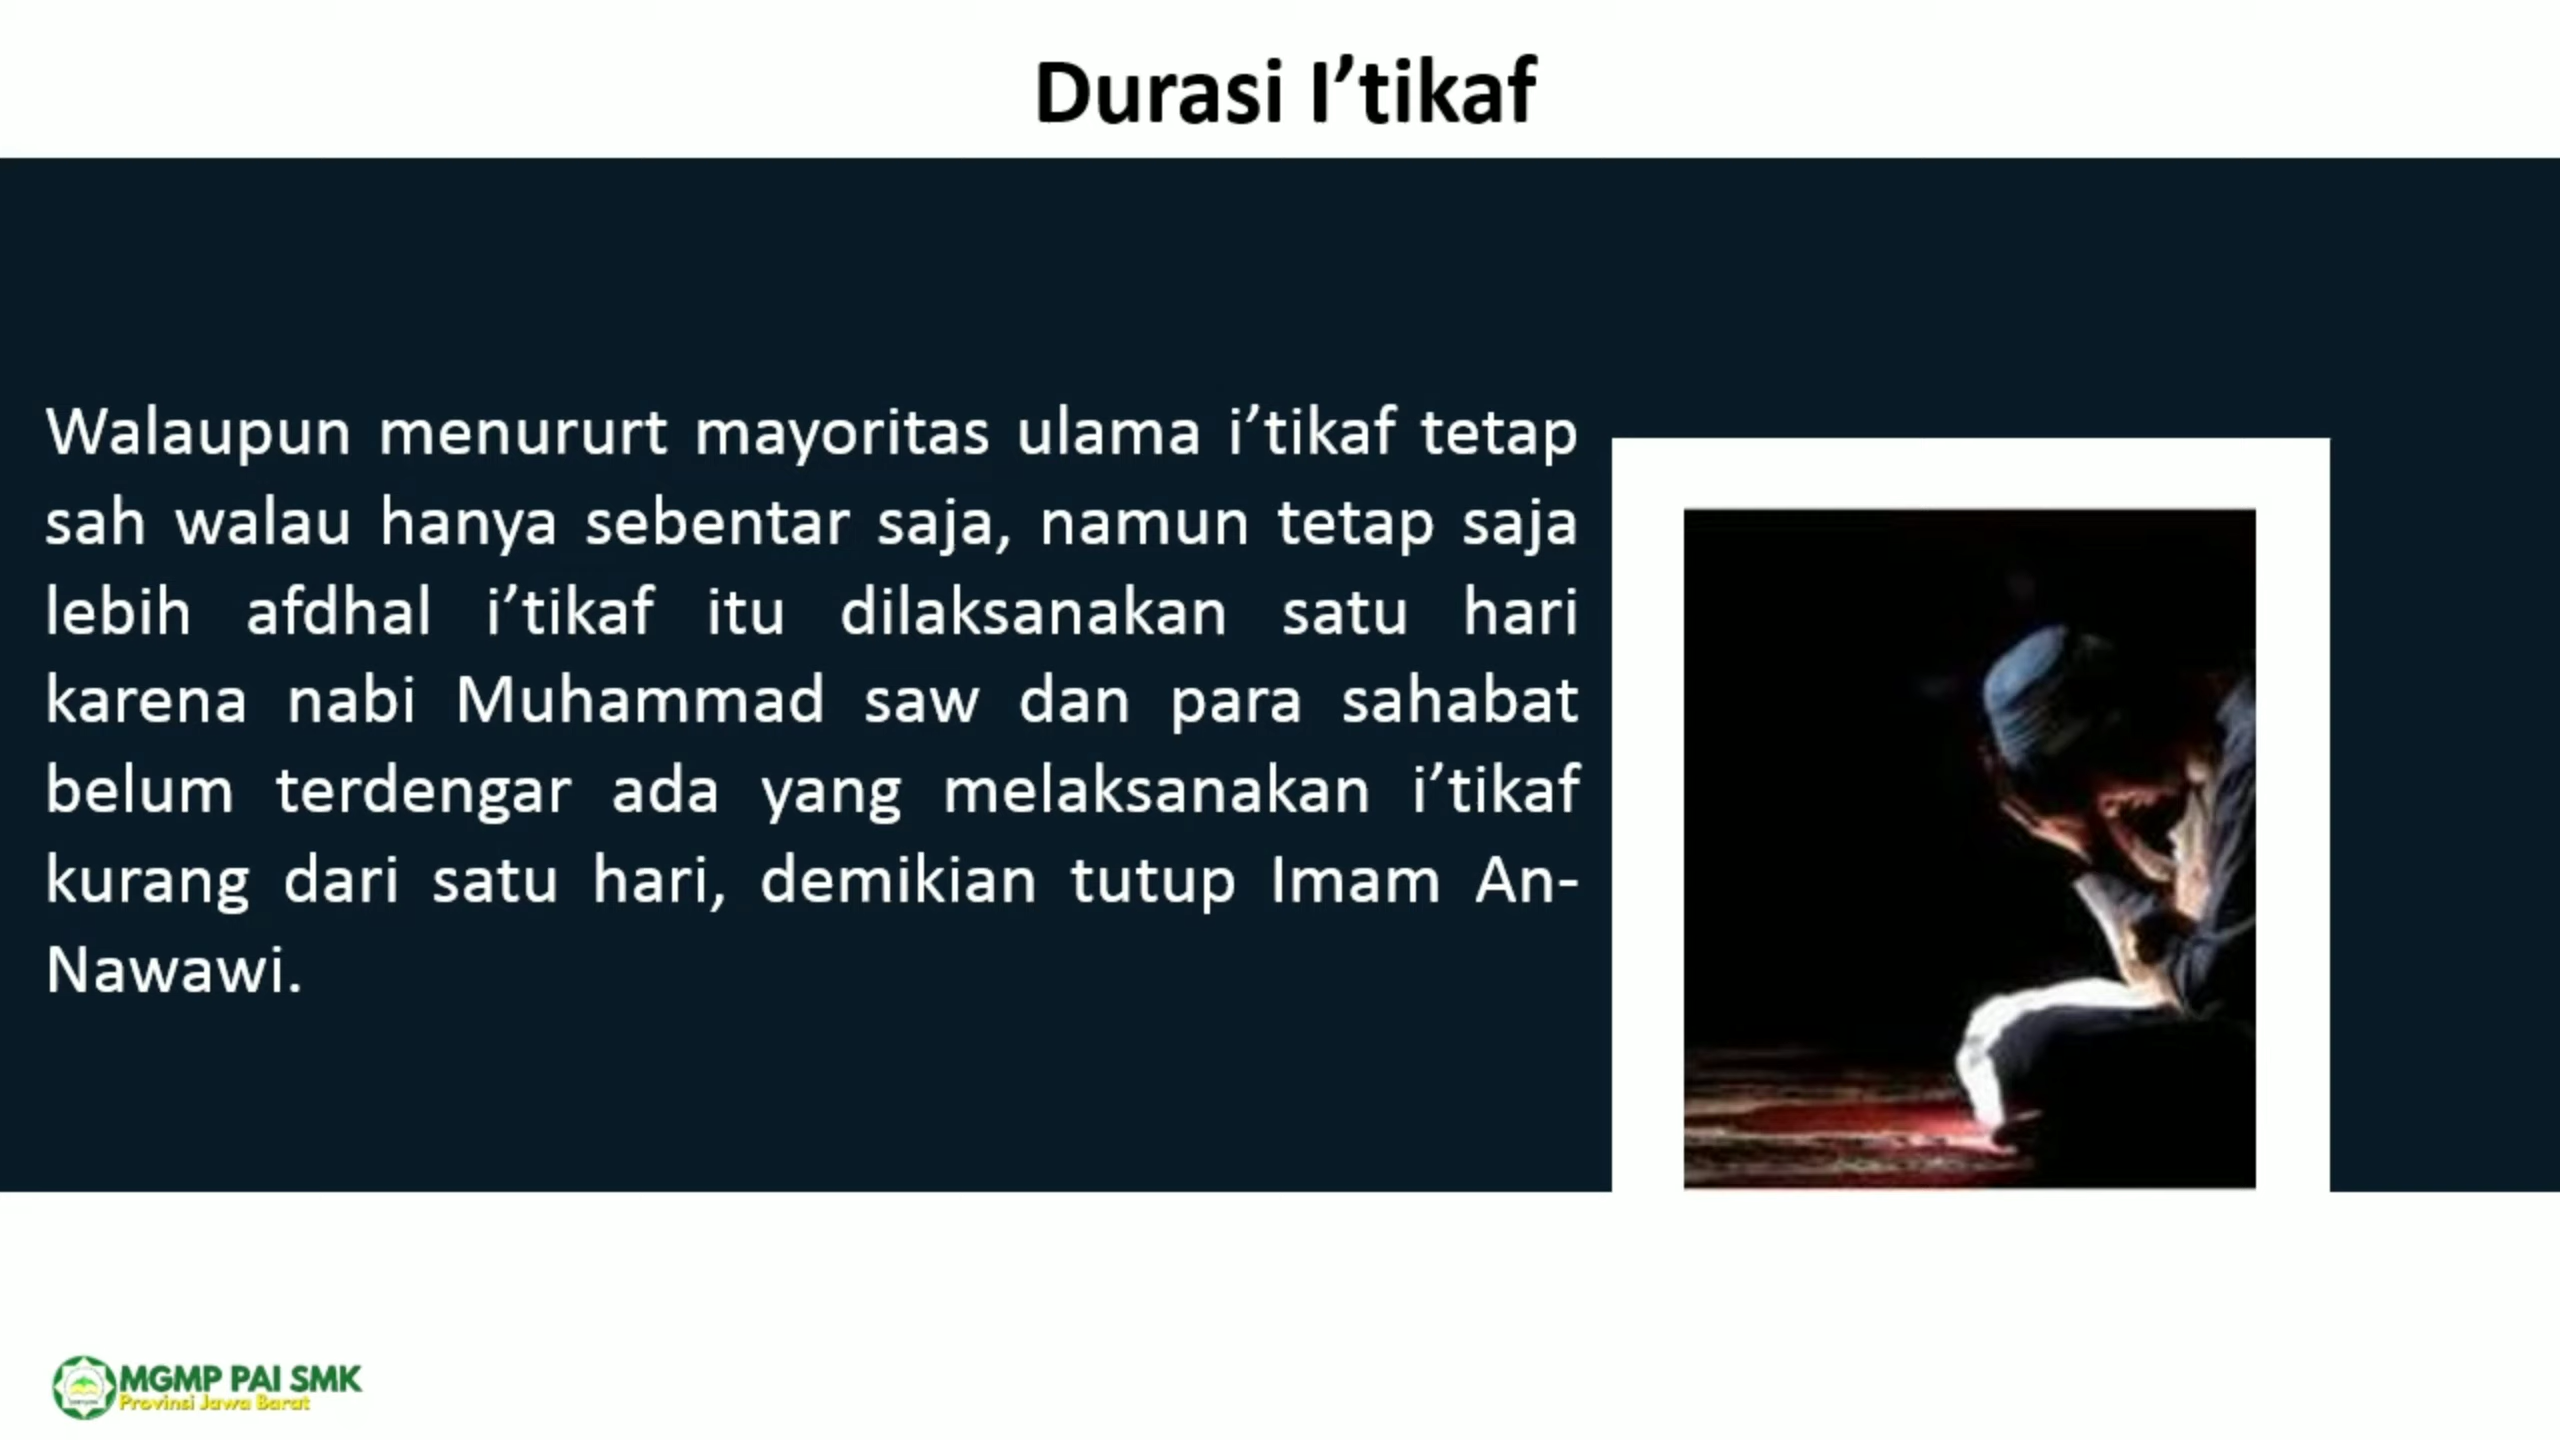 Durasi I’tikaf
Walaupun menururt mayoritas ulama i’tikaf tetap
sah walau hanya sebentar saja, namun tetap saja
lebih afdhal i’tikaf itu dilaksanakan satu hari
karena nabi Muhammad saw dan para sahabat
belum terdengar ada yang melaksanakan i’tikaf
kurang dari satu hari, demikian tutup Imam An-
Nawawi.
MGMP PAI SMK
Provinsi Jawa Barat